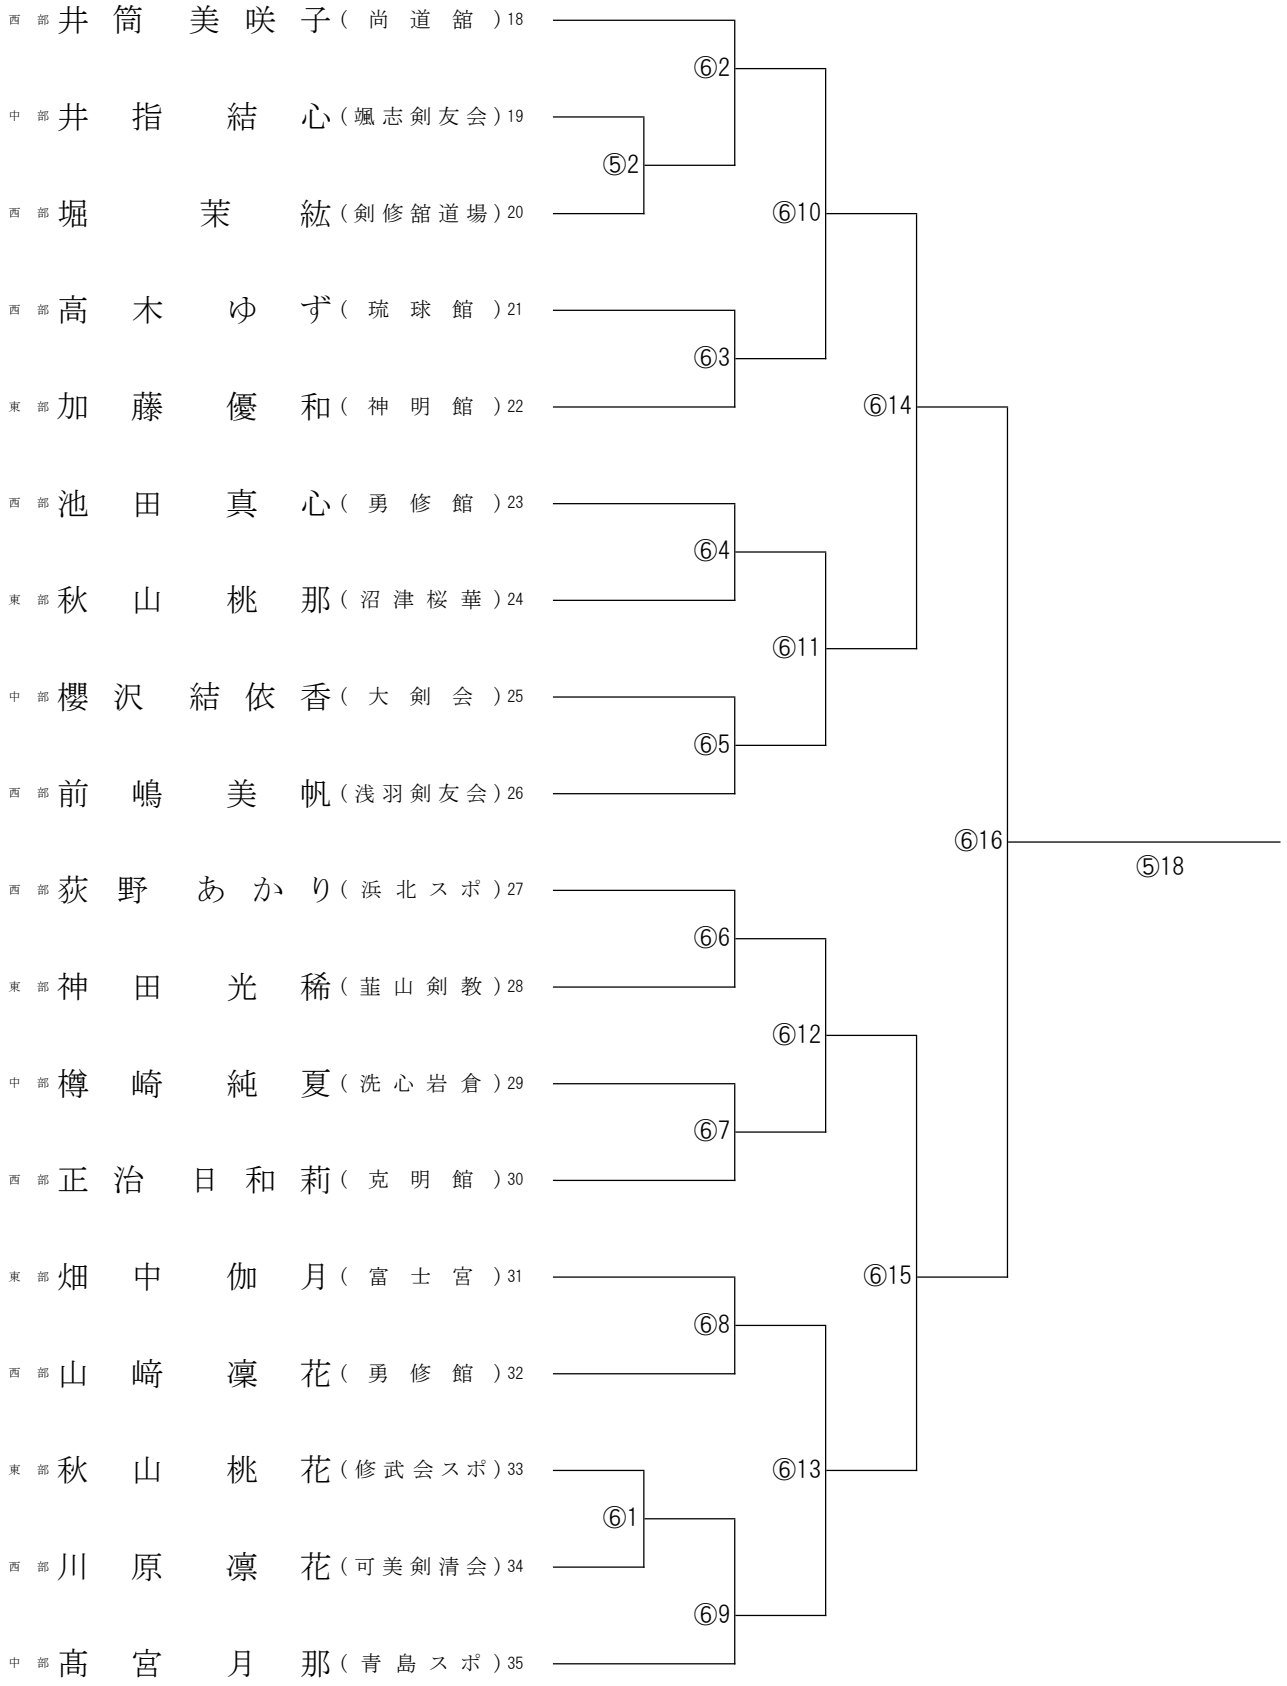 西部 井筒 美咲子 (尚道舘) 18
⑥2
中部 井指 結心 (颯志剣友会) 19
⑤2
西部 堀 茉紘 (剣修舘道場) 20
⑥10
西部 高木 ゆず (琉球館) 21
⑥3
東部 加藤 優和 (神明館) 22
⑥14
西部 池田 真心 (勇修館) 23
⑥4
東部 秋山 桃那 (沼津桜華) 24
⑥11
中部 櫻沢 結依香 (大剣会) 25
⑥5
西部 前嶋 美帆 (浅羽剣友会) 26
⑥16
⑤18
西部 荻野 あかり (浜北スポ) 27
⑥6
東部 神田 光稀 (韮山剣教) 28
⑥12
中部 樽崎 純夏 (洗心岩倉) 29
⑥7
西部 正治 日和莉 (克明館) 30
東部 畑中 伽月 (富士宮) 31
⑥15
⑥8
西部 山﨑 凜花 (勇修館) 32
東部 秋山 桃花 (修武会スポ) 33
⑥13
⑥1
西部 川原 凛花 (可美剣清会) 34
⑥9
中部 髙宮 月那 (青島スポ) 35